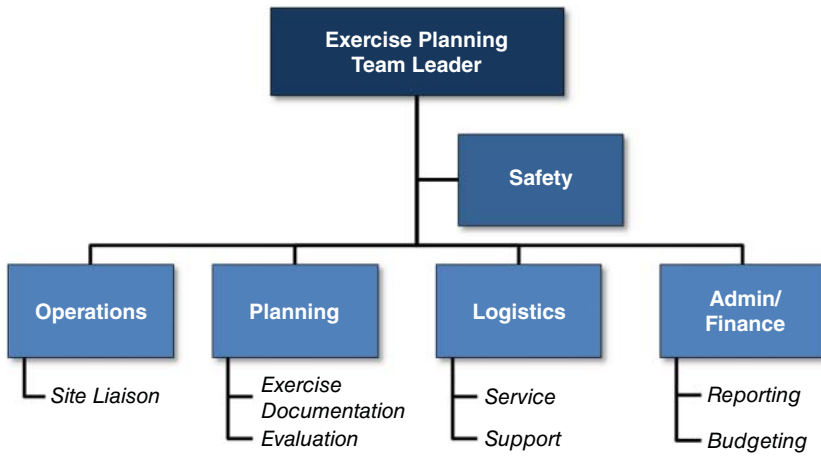 Exercise Planning
Team Leader
Safety
Operations
Planning
Logistics
Admin/
Finance
Site Liaison
Exercise
Documentation
Evaluation
Service
Support
Reporting
Budgeting